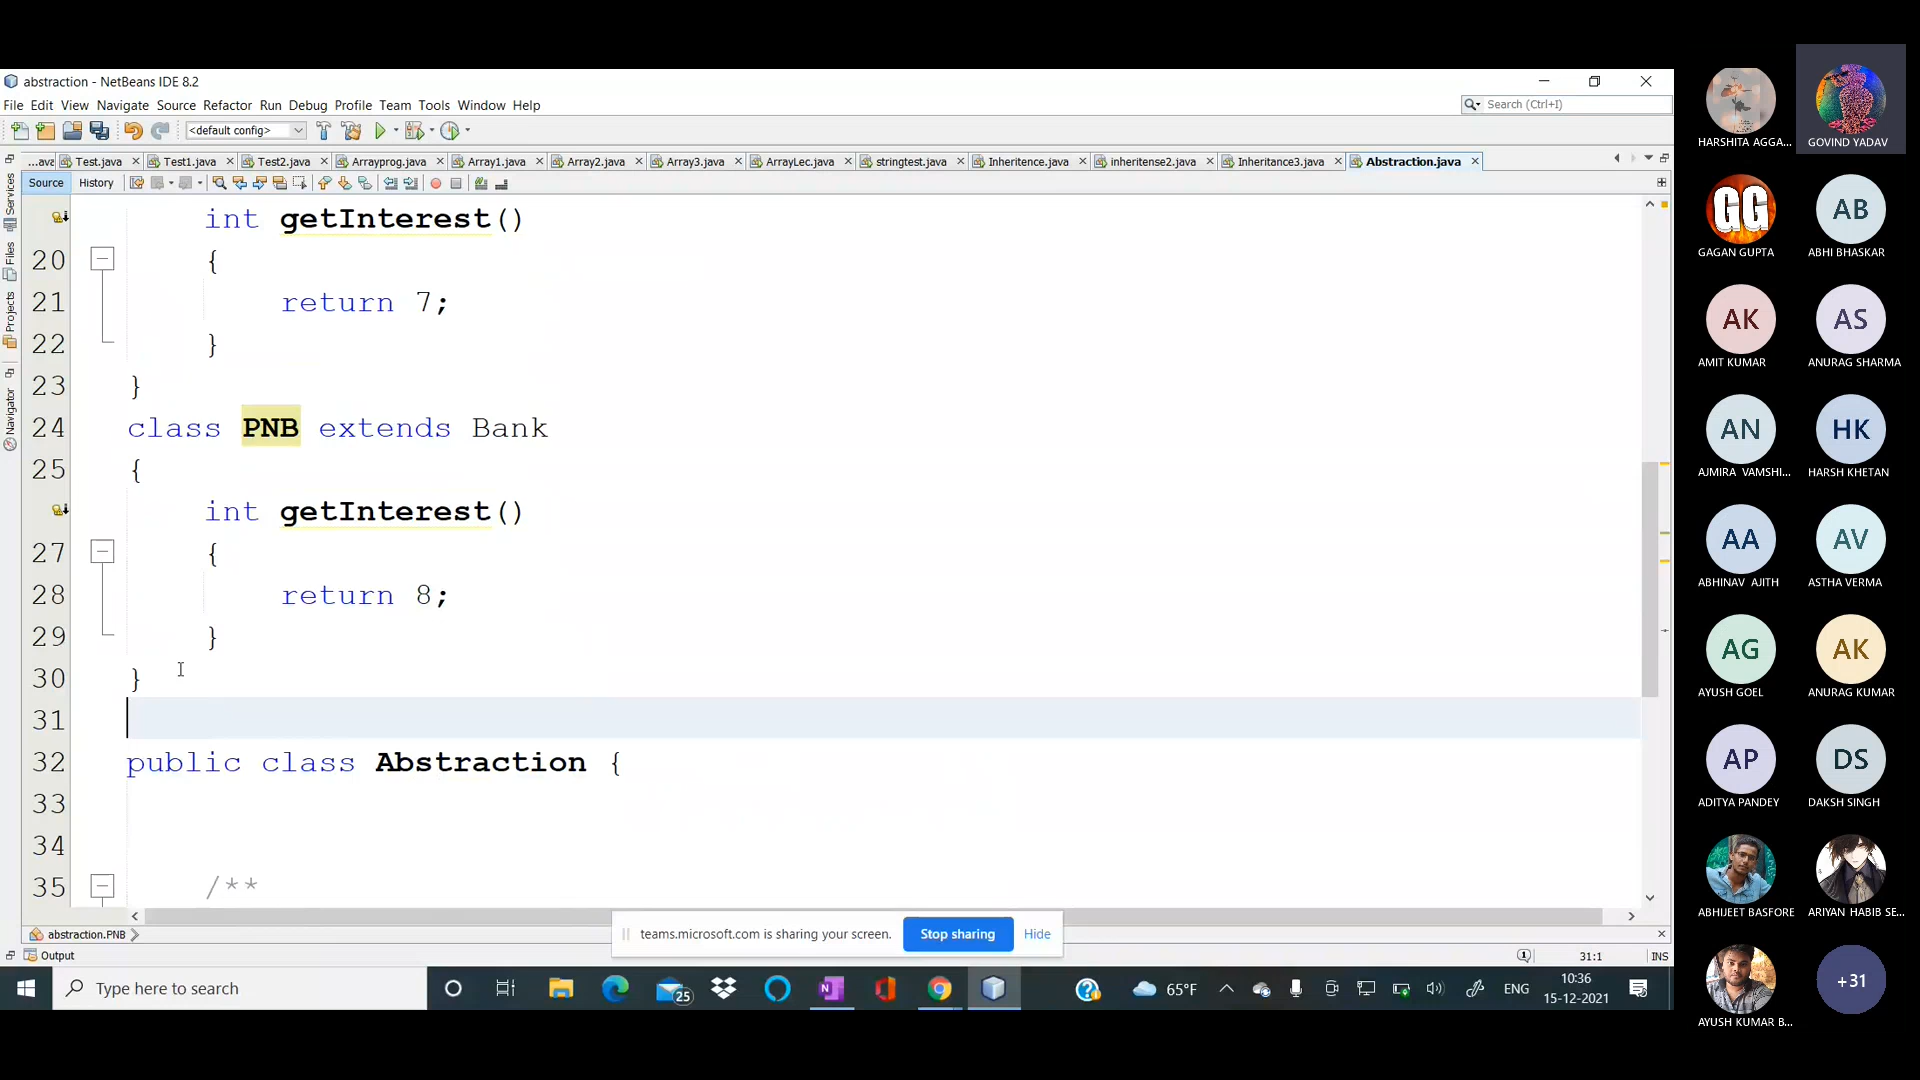 abstraction - NetBeans IDE 8.2
File Edit View Navigate Source Refactor Run Debug Profile Team Tools Window Help
Search (Ctrl+I)
<default config>
...ava Test.java Test1.java Test2.java Arrayprog.java Array1.java Array2.java Array3.java ArrayLec.java stringtest.java Inheritence.java inheritense2.java Inheritance3.java Abstraction.java
Source History
Services
Files
Projects
Navigator
int getInterest()
20 {
21 return 7;
22 }
23 }
24 class PNB extends Bank
25 {
int getInterest()
27 {
28 return 8;
29 }
30 }
31
32 public class Abstraction {
33
34
35 /**
abstraction.PNB
teams.microsoft.com is sharing your screen. Stop sharing Hide
Output
1 31:1 INS
Type here to search
25
N
65°F
ENG
10:36
15-12-2021
HARSHITA AGGA...
GOVIND YADAV
GG
GAGAN GUPTA
AB
ABHI BHASKAR
AK
AMIT KUMAR
AS
ANURAG SHARMA
AN
AJMIRA VAMSHI...
HK
HARSH KHETAN
AA
ABHINAV AJITH
AV
ASTHA VERMA
AG
AYUSH GOEL
AK
ANURAG KUMAR
AP
ADITYA PANDEY
DS
DAKSH SINGH
ABHIJEET BASFORE
ARIYAN HABIB SE...
AYUSH KUMAR B...
+31